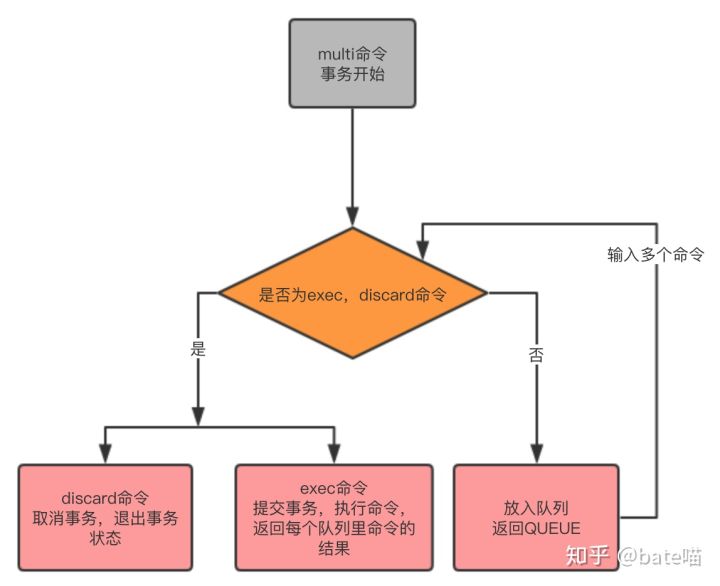 multi命令
事务开始
输入多个命令
是否为exec，discard命令
是
否
discard命令
取消事务，退出事务
状态
exec命令
提交事务，执行命令，
返回每个队列里命令的
结果
放入队列
返回QUEUE
知乎 @bate喵